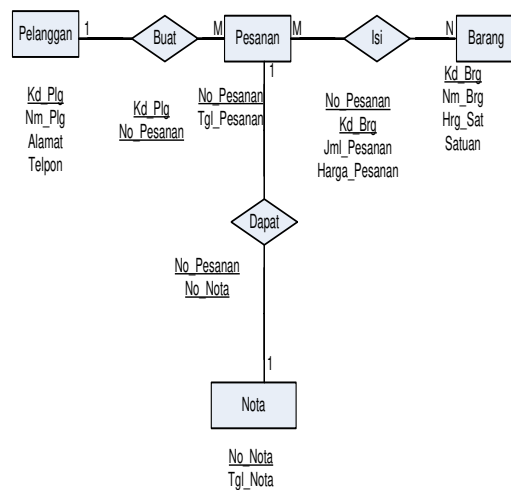 Pelanggan
1
Buat
M
Pesanan
M
Isi
N
Barang
Kd_Plg
Nm_Plg
Alamat
Telpon
Kd_Plg
No_Pesanan
1
No_Pesanan
Tgl_Pesanan
No_Pesanan
Kd_Brg
Jml_Pesanan
Harga_Pesanan
Kd_Brg
Nm_Brg
Hrg_Sat
Satuan
Dapat
No_Pesanan
No_Nota
1
Nota
No_Nota
Tgl_Nota